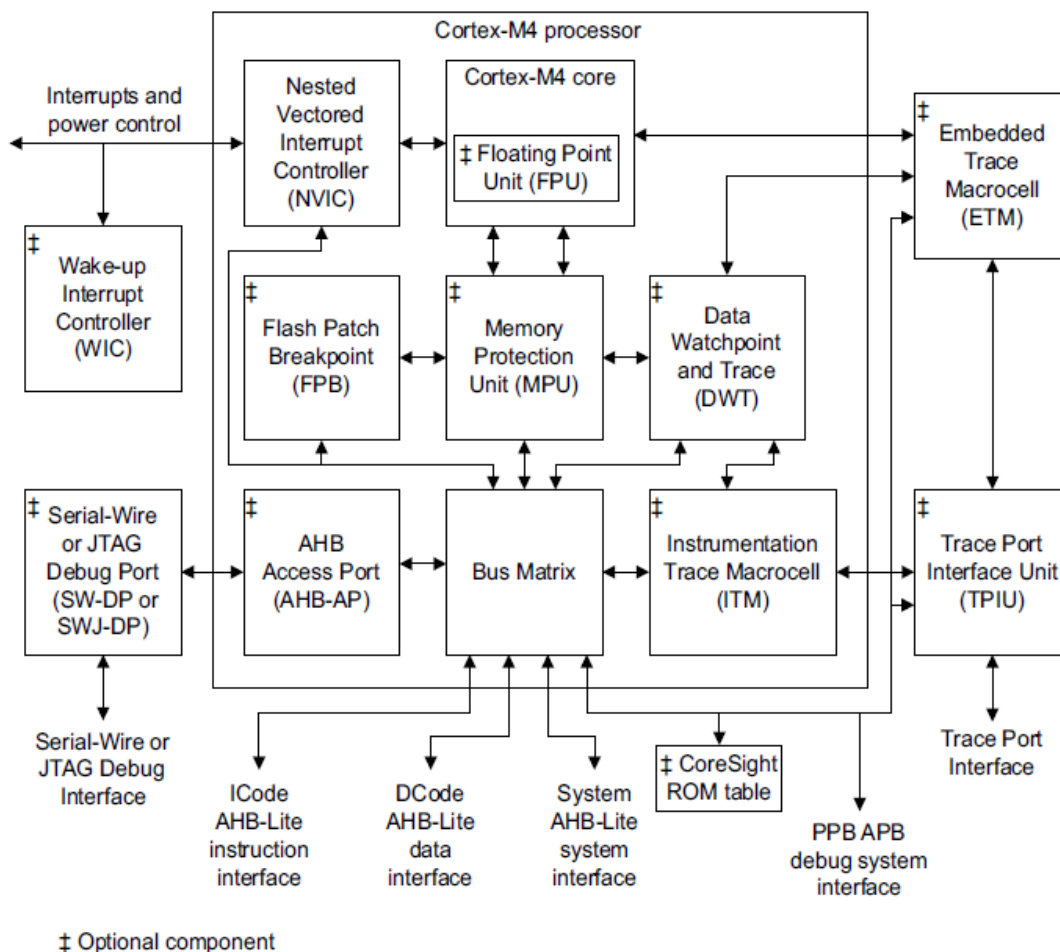 Cortex-M4 processor
Nested
Vectored
Interrupt
Controller
(NVIC)
Cortex-M4 core
‡ Floating Point
Unit (FPU)
Interrupts and
power control
‡
Embedded
Trace
Macrocell
(ETM)
‡
Wake-up
Interrupt
Controller
(WIC)
‡
Flash Patch
Breakpoint
(FPB)
‡
Memory
Protection
Unit (MPU)
‡
Data
Watchpoint
and Trace
(DWT)
‡
Serial-Wire
or JTAG
Debug Port
(SW-DP or
SWJ-DP)
‡
AHB
Access Port
(AHB-AP)
Bus Matrix
‡
Instrumentation
Trace Macrocell
(ITM)
‡
Trace Port
Interface Unit
(TPIU)
Serial-Wire or
JTAG Debug
Interface
ICode
AHB-Lite
instruction
interface
DCode
AHB-Lite
data
interface
System
AHB-Lite
system
interface
‡ CoreSight
ROM table
PPB APB
debug system
interface
Trace Port
Interface
‡ Optional component